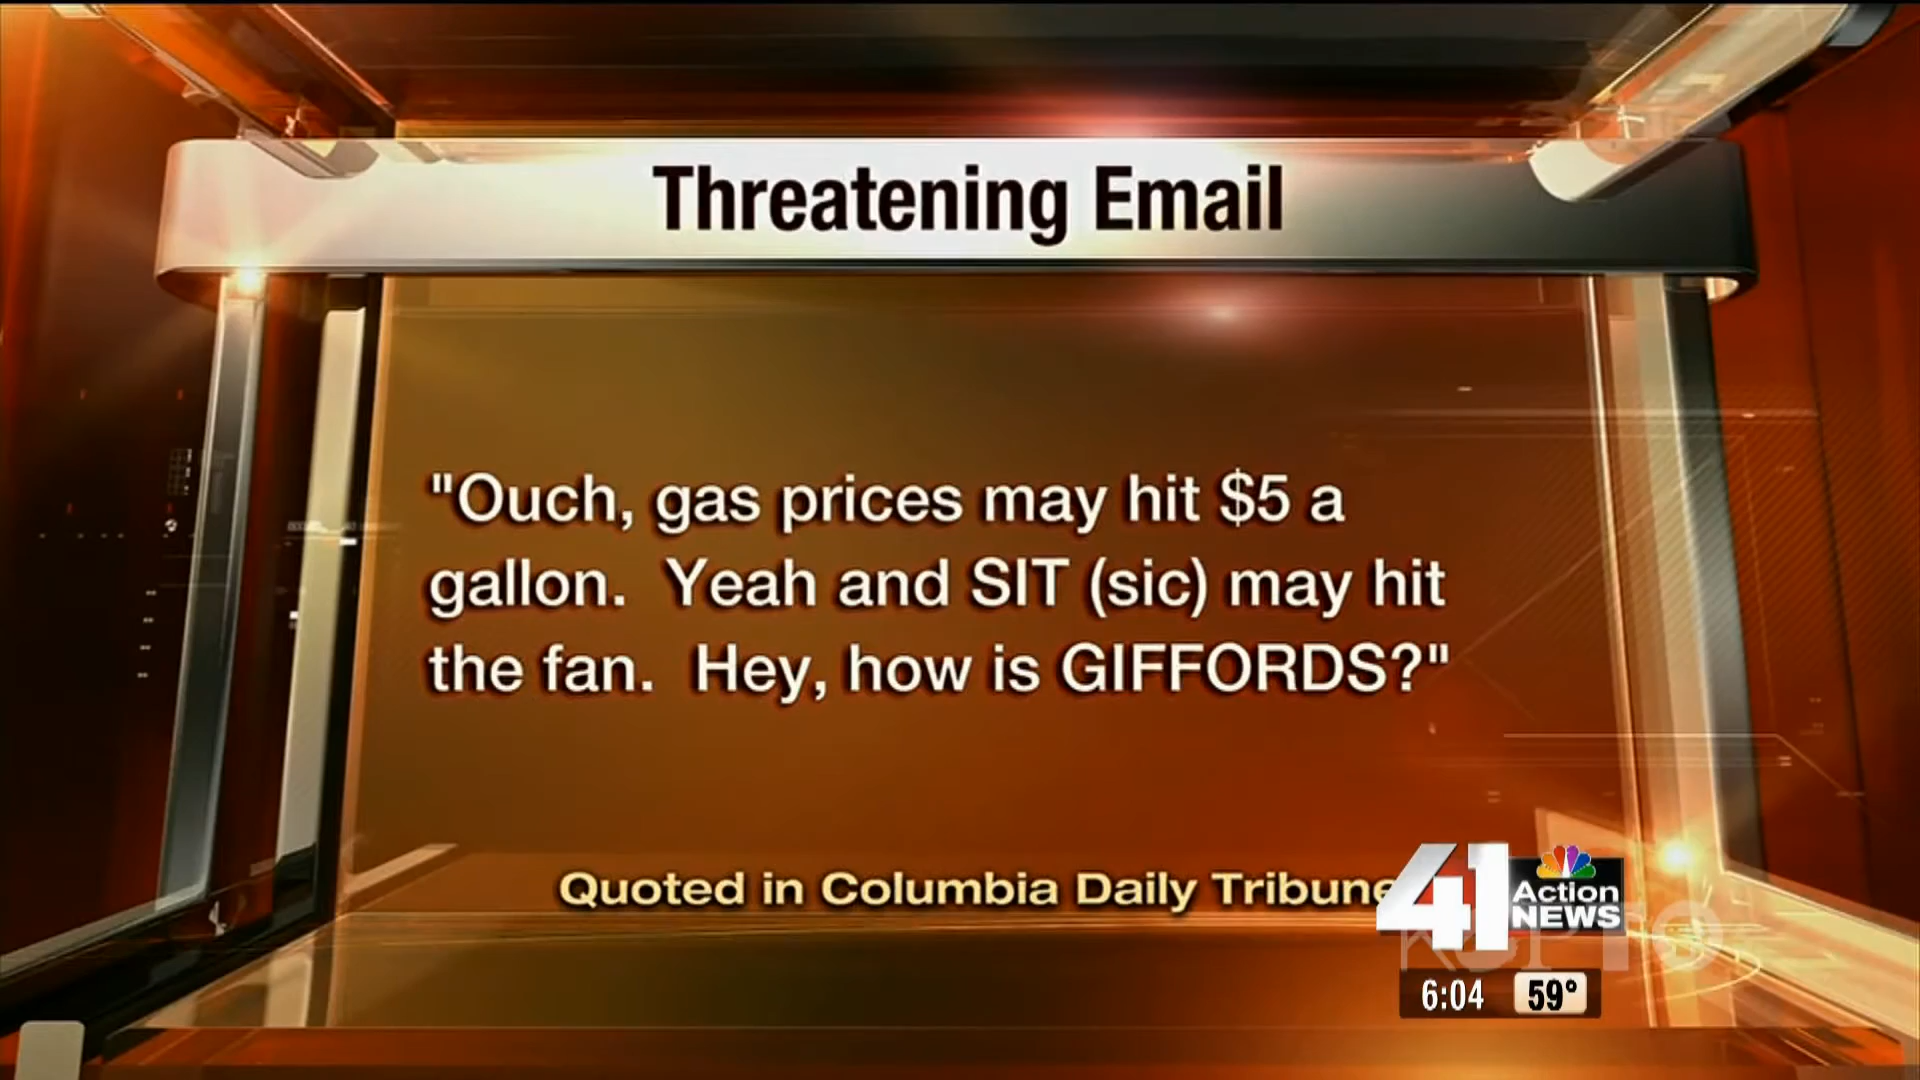 Threatening Email
"Ouch, gas prices may hit $5 a
gallon.  Yeah and SIT (sic) may hit
the fan.  Hey, how is GIFFORDS?"
Quoted in Columbia Daily Tribune
41 Action
NEWS
6:04 59°